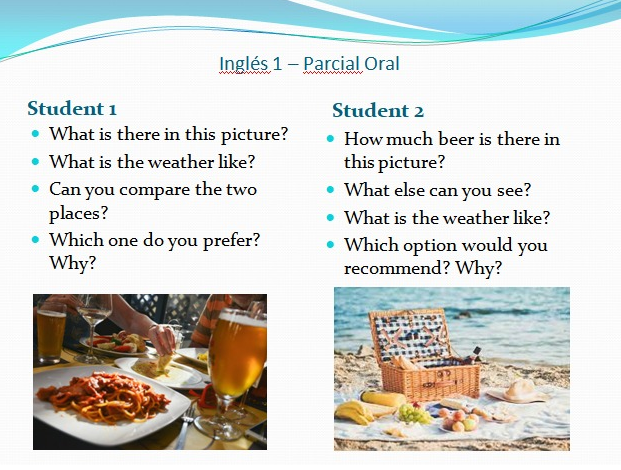 Inglés 1 – Parcial Oral
Student 1
What is there in this picture?
What is the weather like?
Can you compare the two
places?
Which one do you prefer?
Why?
Student 2
How much beer is there in
this picture?
What else can you see?
What is the weather like?
Which option would you
recommend? Why?